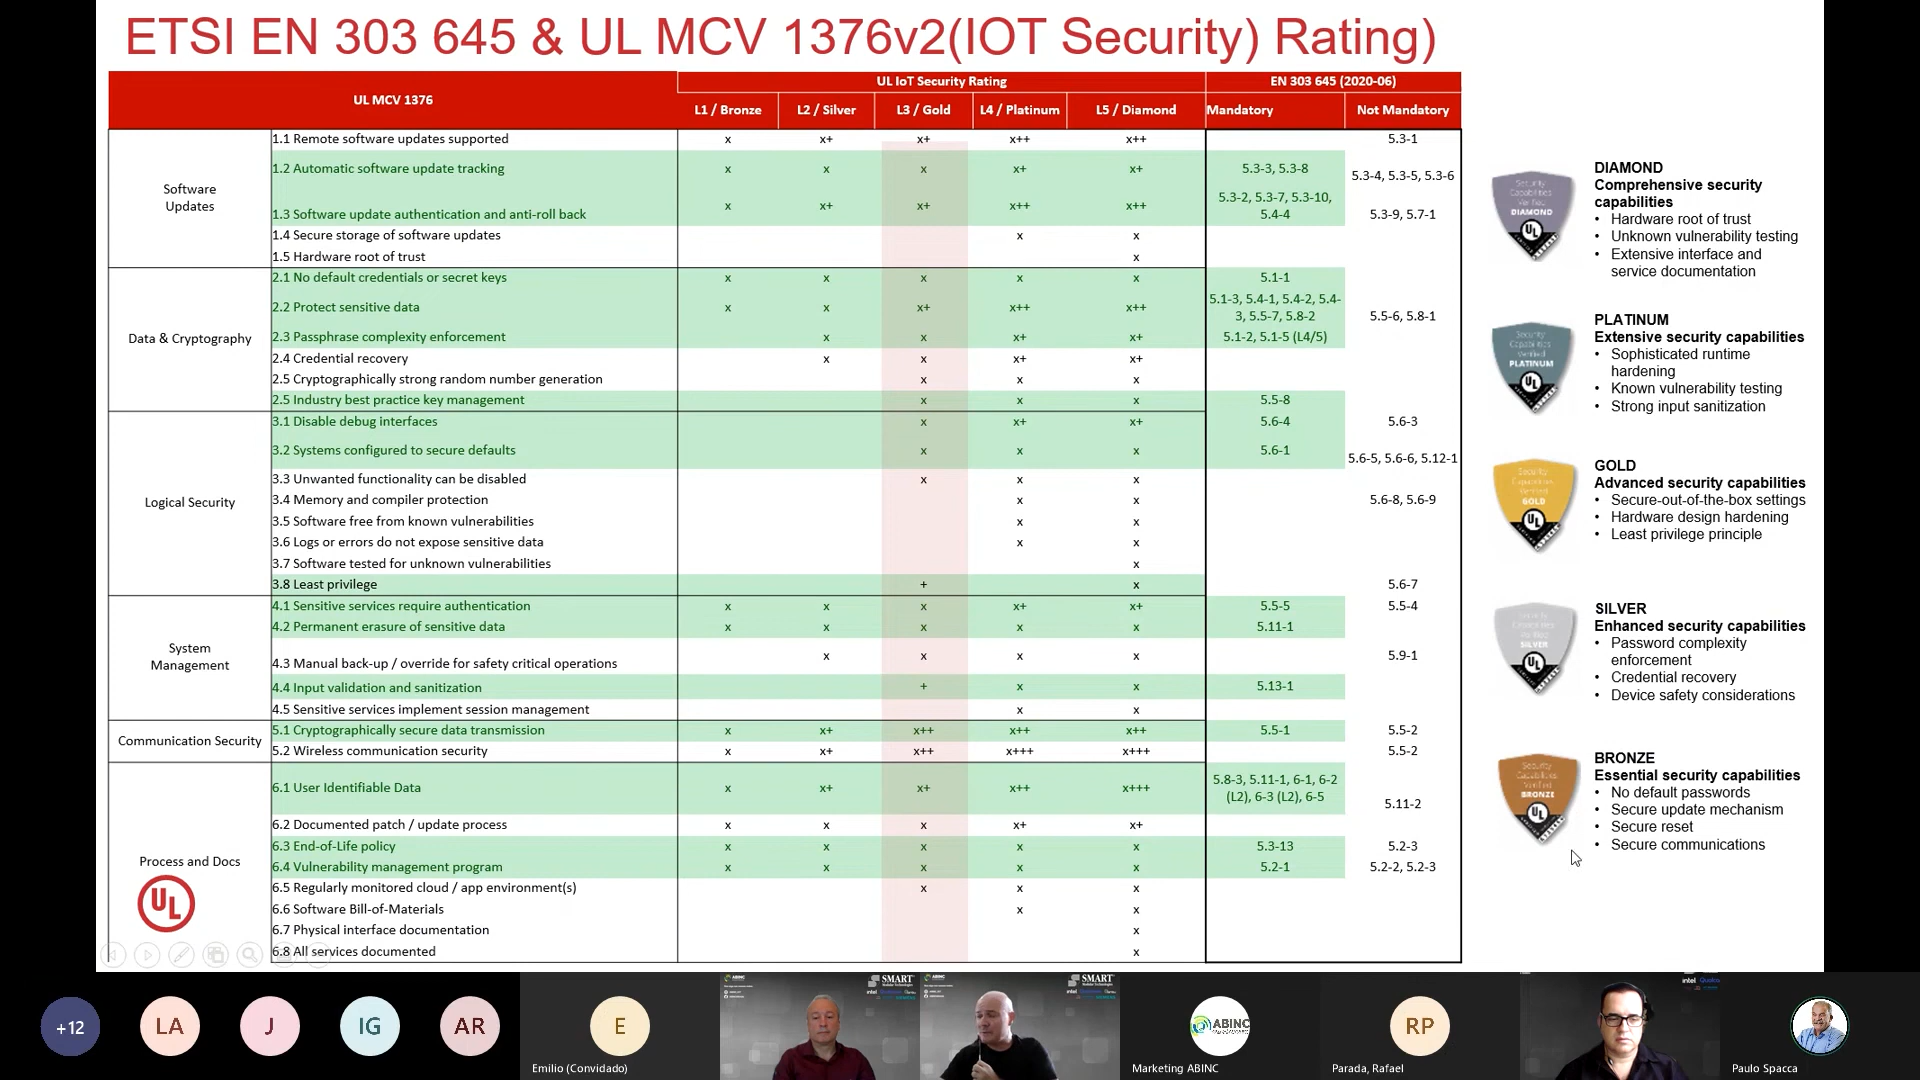 ETSI EN 303 645 & UL MCV 1376v2(IOT Security) Rating)
UL MCV 1376 UL IoT Security Rating EN 303 645 (2020-06)
L1 / Bronze L2 / Silver L3 / Gold L4 / Platinum L5 / Diamond Mandatory Not Mandatory
Software Updates
1.1 Remote software updates supported x x+ x+ x++ x++ 5.3-1
1.2 Automatic software update tracking x x x x+ x+ 5.3-3, 5.3-8 5.3-4, 5.3-5, 5.3-6
1.3 Software update authentication and anti-roll back x x+ x+ x++ x++ 5.3-2, 5.3-7, 5.3-10, 5.4-4 5.3-9, 5.7-1
1.4 Secure storage of software updates x x
1.5 Hardware root of trust x
Data & Cryptography
2.1 No default credentials or secret keys x x x x x 5.1-1
2.2 Protect sensitive data x x x+ x++ x++ 5.1-3, 5.4-1, 5.4-2, 5.4-3, 5.5-7, 5.8-2 5.5-6, 5.8-1
2.3 Passphrase complexity enforcement x x x+ x+ 5.1-2, 5.1-5 (L4/5)
2.4 Credential recovery x x x+ x+
2.5 Cryptographically strong random number generation x x x
2.5 Industry best practice key management x x x 5.5-8
Logical Security
3.1 Disable debug interfaces x x+ x+ 5.6-4 5.6-3
3.2 Systems configured to secure defaults x x x 5.6-1 5.6-5, 5.6-6, 5.12-1
3.3 Unwanted functionality can be disabled x x x
3.4 Memory and compiler protection x x 5.6-8, 5.6-9
3.5 Software free from known vulnerabilities x x
3.6 Logs or errors do not expose sensitive data x x
3.7 Software tested for unknown vulnerabilities x
3.8 Least privilege + x 5.6-7
System Management
4.1 Sensitive services require authentication x x x x+ x+ 5.5-5 5.5-4
4.2 Permanent erasure of sensitive data x x x x x 5.11-1
4.3 Manual back-up / override for safety critical operations x x x x 5.9-1
4.4 Input validation and sanitization + x x 5.13-1
4.5 Sensitive services implement session management x x
Communication Security
5.1 Cryptographically secure data transmission x x+ x++ x++ x++ 5.5-1 5.5-2
5.2 Wireless communication security x x+ x++ x+++ x+++ 5.5-2
Process and Docs
6.1 User Identifiable Data x x+ x+ x++ x+++ 5.8-3, 5.11-1, 6-1, 6-2 (L2), 6-3 (L2), 6-5 5.11-2
6.2 Documented patch / update process x x x x+ x+
6.3 End-of-Life policy x x x x x 5.3-13 5.2-3
6.4 Vulnerability management program x x x x x 5.2-1 5.2-2, 5.2-3
6.5 Regularly monitored cloud / app environment(s) x x x
6.6 Software Bill-of-Materials x x
6.7 Physical interface documentation x
6.8 All services documented x
UL
DIAMOND
Comprehensive security
capabilities
• Hardware root of trust
• Unknown vulnerability testing
• Extensive interface and
service documentation
DIAMOND
UL
PLATINUM
Extensive security capabilities
• Sophisticated runtime
hardening
• Known vulnerability testing
• Strong input sanitization
PLATINUM
UL
GOLD
Advanced security capabilities
• Secure-out-of-the-box settings
• Hardware design hardening
• Least privilege principle
GOLD
UL
SILVER
Enhanced security capabilities
• Password complexity
enforcement
• Credential recovery
• Device safety considerations
SILVER
UL
BRONZE
Essential security capabilities
• No default passwords
• Secure update mechanism
• Secure reset
• Secure communications
BRONZE
UL
+12 LA J IG AR E RP
ABINC SMART intel
ABINC SMART
ABINC
intel
Emilio (Convidado) Marketing ABINC Parada, Rafael Paulo Spacca